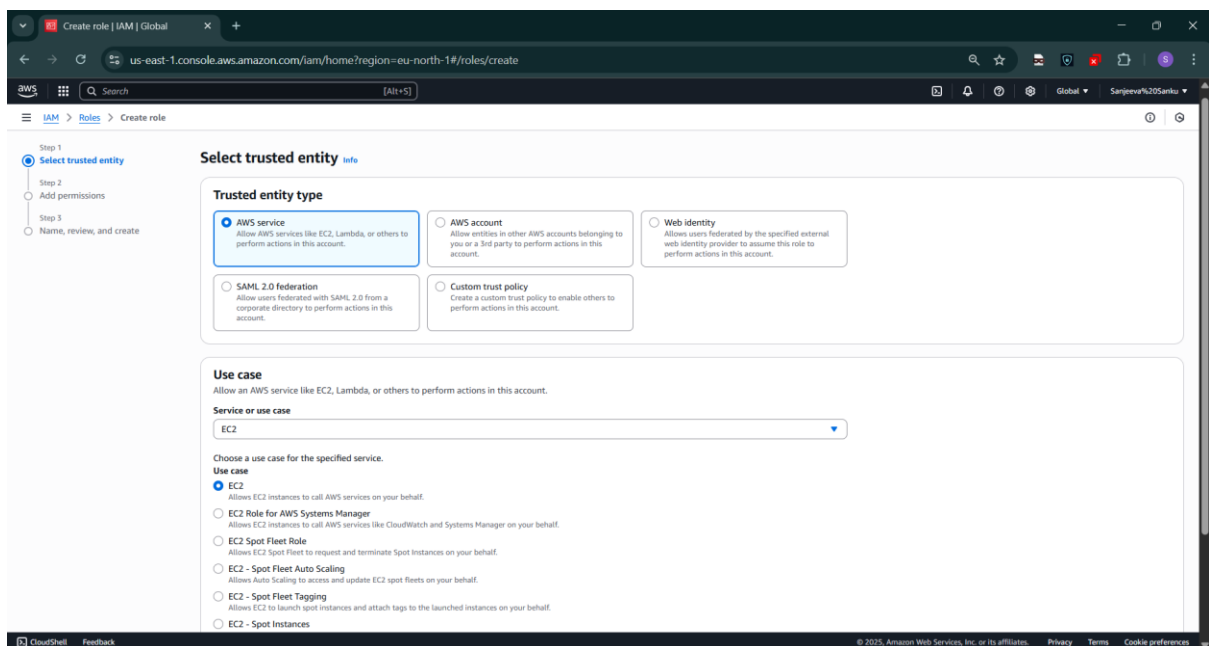 Create role | IAM | Global
us-east-1.console.aws.amazon.com/iam/home?region=eu-north-1#/roles/create
S
aws
Search
[Alt+S]
Global
Sanjeeva%20Sanku
IAM > Roles > Create role
Step 1
Select trusted entity
Step 2
Add permissions
Step 3
Name, review, and create
Select trusted entity Info
Trusted entity type
AWS service
Allow AWS services like EC2, Lambda, or others to
perform actions in this account.
AWS account
Allow entities in other AWS accounts belonging to
you or a 3rd party to perform actions in this
account.
Web identity
Allows users federated by the specified external
web identity provider to assume this role to
perform actions in this account.
SAML 2.0 federation
Allow users federated with SAML 2.0 from a
corporate directory to perform actions in this
account.
Custom trust policy
Create a custom trust policy to enable others to
perform actions in this account.
Use case
Allow an AWS service like EC2, Lambda, or others to perform actions in this account.
Service or use case
EC2
Choose a use case for the specified service.
Use case
EC2
Allows EC2 instances to call AWS services on your behalf.
EC2 Role for AWS Systems Manager
Allows EC2 instances to call AWS services like CloudWatch and Systems Manager on your behalf.
EC2 Spot Fleet Role
Allows EC2 Spot Fleet to request and terminate Spot Instances on your behalf.
EC2 - Spot Fleet Auto Scaling
Allows Auto Scaling to access and update EC2 spot fleets on your behalf.
EC2 - Spot Fleet Tagging
Allows EC2 to launch spot instances and attach tags to the launched instances on your behalf.
EC2 - Spot Instances
CloudShell Feedback
© 2025, Amazon Web Services, Inc. or its affiliates. Privacy Terms Cookie preferences